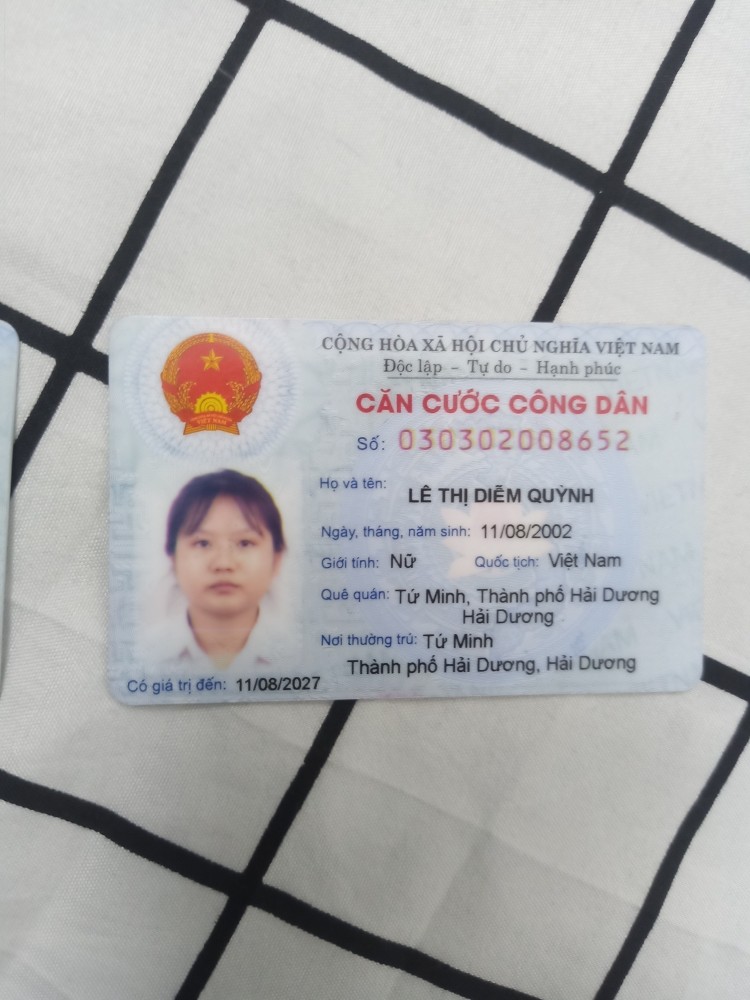 CỘNG HÒA XÃ HỘI CHỦ NGHĨA VIỆT NAM
Độc lập - Tự do - Hạnh phúc
CĂN CƯỚC CÔNG DÂN
Số: 030302008652
Họ và tên: LÊ THỊ DIỄM QUỲNH
Ngày, tháng, năm sinh: 11/08/2002
Giới tính: Nữ Quốc tịch: Việt Nam
Quê quán: Tứ Minh, Thành phố Hải Dương
Hải Dương
Nơi thường trú: Tứ Minh
Thành phố Hải Dương, Hải Dương
Có giá trị đến: 11/08/2027
VIỆT NAM